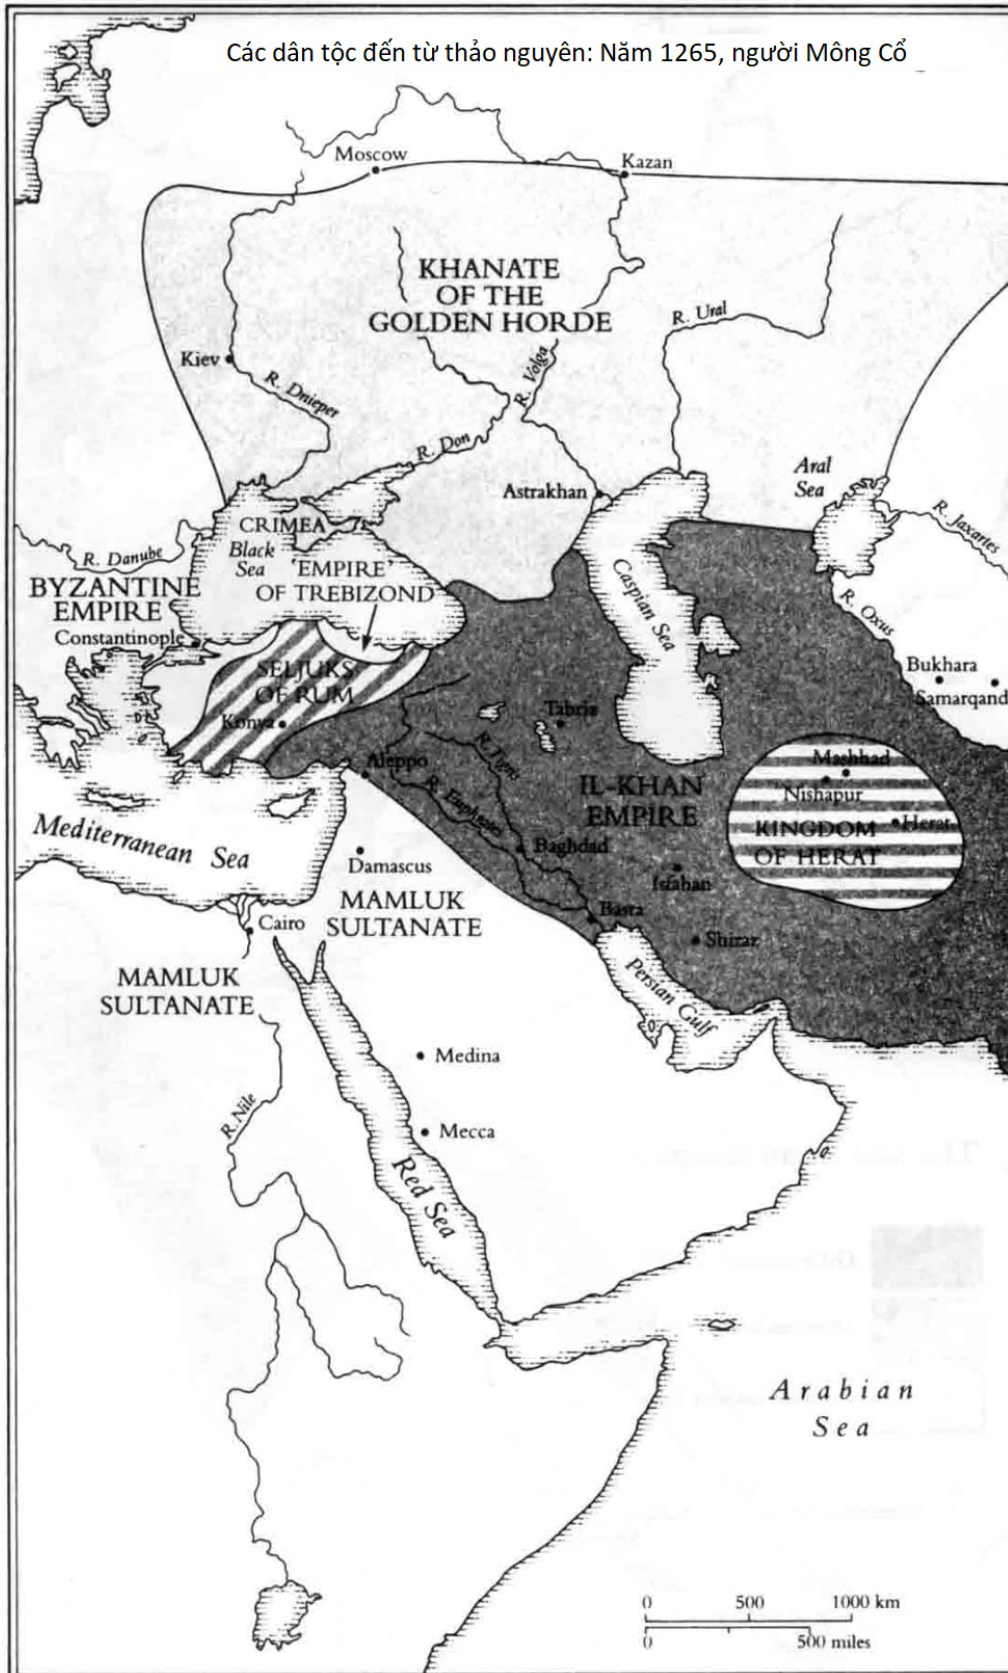 Các dân tộc đến từ thảo nguyên: Năm 1265, người Mông Cổ
Moscow
Kazan
KHANATE
OF THE
GOLDEN HORDE
R. Ural
Kiev
R. Dnieper
R. Volga
R. Don
Astrakhan
Aral
Sea
R. Jaxartes
CRIMEA
Black
Sea
'EMPIRE'
OF TREBIZOND
R. Danube
BYZANTINE
EMPIRE
Constantinople
Caspian Sea
R. Oxus
Bukhara
Samarqand
SELJUKS
OF RUM
Konya
Tabriz
Aleppo
R. Tigris
R. Euphrates
IL-KHAN
EMPIRE
Mashhad
Nishapur
Herat
KINGDOM
OF HERAT
Mediterranean Sea
Damascus
Baghdad
Isfahan
MAMLUK
SULTANATE
Cairo
Basra
Shiraz
MAMLUK
SULTANATE
Persian Gulf
Medina
R. Nile
Mecca
Red Sea
Arabian
Sea
0 500 1000 km
0 500 miles